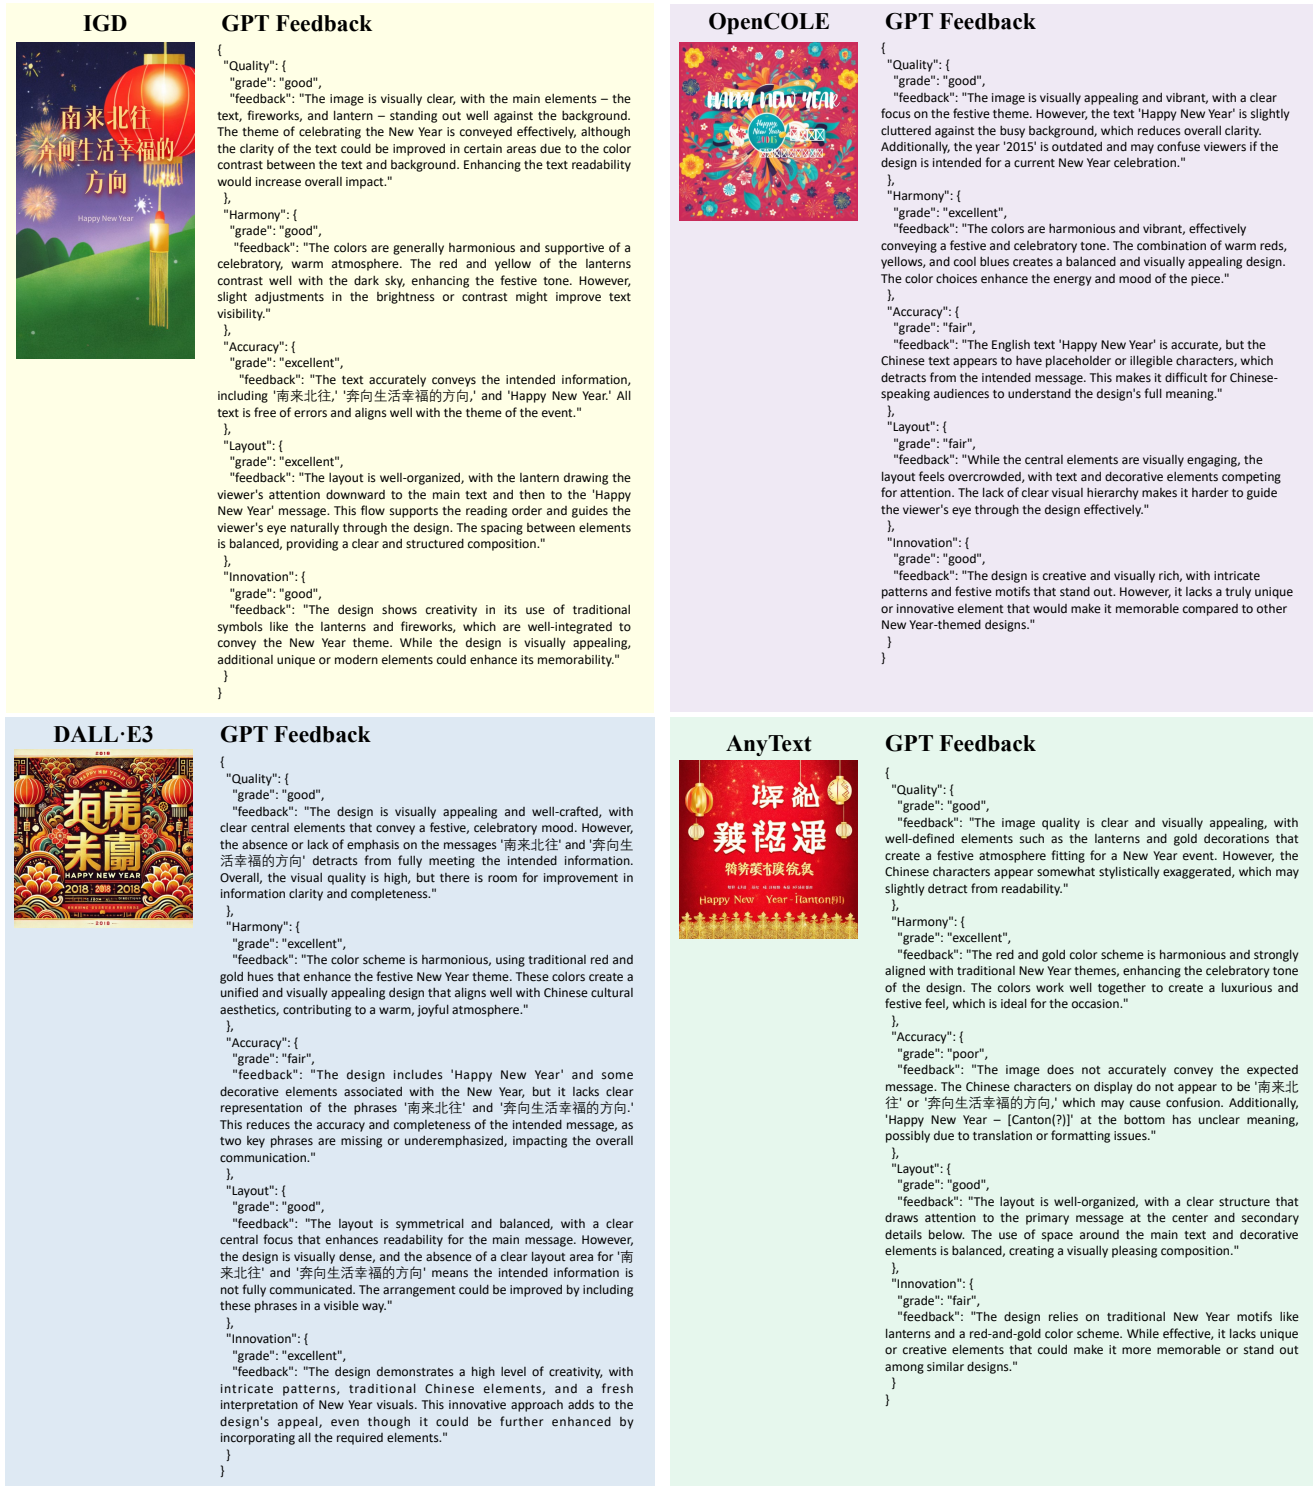 IGD
GPT Feedback
南来北往
奔向生活幸福的
方向
Happy New Year
{
"Quality": {
"grade": "good",
"feedback": "The image is visually clear, with the main elements – the
text, fireworks, and lantern – standing out well against the background.
The theme of celebrating the New Year is conveyed effectively, although
the clarity of the text could be improved in certain areas due to the color
contrast between the text and background. Enhancing the text readability
would increase overall impact."
},
"Harmony": {
"grade": "good",
"feedback": "The colors are generally harmonious and supportive of a
celebratory, warm atmosphere. The red and yellow of the lanterns
contrast well with the dark sky, enhancing the festive tone. However,
slight adjustments in the brightness or contrast might improve text
visibility."
},
"Accuracy": {
"grade": "excellent",
"feedback": "The text accurately conveys the intended information,
including '南来北往,' '奔向生活幸福的方向,' and 'Happy New Year.' All
text is free of errors and aligns well with the theme of the event."
},
"Layout": {
"grade": "excellent",
"feedback": "The layout is well-organized, with the lantern drawing the
viewer's attention downward to the main text and then to the 'Happy
New Year' message. This flow supports the reading order and guides the
viewer's eye naturally through the design. The spacing between elements
is balanced, providing a clear and structured composition."
},
"Innovation": {
"grade": "good",
"feedback": "The design shows creativity in its use of traditional
symbols like the lanterns and fireworks, which are well-integrated to
convey the New Year theme. While the design is visually appealing,
additional unique or modern elements could enhance its memorability."
}
}
OpenCOLE
GPT Feedback
HAPPY NEW YEAR
Happy
New Year
{
"Quality": {
"grade": "good",
"feedback": "The image is visually appealing and vibrant, with a clear
focus on the festive theme. However, the text 'Happy New Year' is slightly
cluttered against the busy background, which reduces overall clarity.
Additionally, the year '2015' is outdated and may confuse viewers if the
design is intended for a current New Year celebration."
},
"Harmony": {
"grade": "excellent",
"feedback": "The colors are harmonious and vibrant, effectively
conveying a festive and celebratory tone. The combination of warm reds,
yellows, and cool blues creates a balanced and visually appealing design.
The color choices enhance the energy and mood of the piece."
},
"Accuracy": {
"grade": "fair",
"feedback": "The English text 'Happy New Year' is accurate, but the
Chinese text appears to have placeholder or illegible characters, which
detracts from the intended message. This makes it difficult for Chinese-
speaking audiences to understand the design's full meaning."
},
"Layout": {
"grade": "fair",
"feedback": "While the central elements are visually engaging, the
layout feels overcrowded, with text and decorative elements competing
for attention. The lack of clear visual hierarchy makes it harder to guide
the viewer's eye through the design effectively."
},
"Innovation": {
"grade": "good",
"feedback": "The design is creative and visually rich, with intricate
patterns and festive motifs that stand out. However, it lacks a truly unique
or innovative element that would make it memorable compared to other
New Year-themed designs."
}
}
DALL·E3
GPT Feedback
2018
HAPPY NEW YEAR
2018 2018 2018
2018
{
"Quality": {
"grade": "good",
"feedback": "The design is visually appealing and well-crafted, with
clear central elements that convey a festive, celebratory mood. However,
the absence or lack of emphasis on the messages '南来北往' and '奔向生
活幸福的方向' detracts from fully meeting the intended information.
Overall, the visual quality is high, but there is room for improvement in
information clarity and completeness."
},
"Harmony": {
"grade": "excellent",
"feedback": "The color scheme is harmonious, using traditional red and
gold hues that enhance the festive New Year theme. These colors create a
unified and visually appealing design that aligns well with Chinese cultural
aesthetics, contributing to a warm, joyful atmosphere."
},
"Accuracy": {
"grade": "fair",
"feedback": "The design includes 'Happy New Year' and some
decorative elements associated with the New Year, but it lacks clear
representation of the phrases '南来北往' and '奔向生活幸福的方向.'
This reduces the accuracy and completeness of the intended message, as
two key phrases are missing or underemphasized, impacting the overall
communication."
},
"Layout": {
"grade": "good",
"feedback": "The layout is symmetrical and balanced, with a clear
central focus that enhances readability for the main message. However,
the design is visually dense, and the absence of a clear layout area for '南
来北往' and '奔向生活幸福的方向' means the intended information is
not fully communicated. The arrangement could be improved by including
these phrases in a visible way."
},
"Innovation": {
"grade": "excellent",
"feedback": "The design demonstrates a high level of creativity, with
intricate patterns, traditional Chinese elements, and a fresh
interpretation of New Year visuals. This innovative approach adds to the
design's appeal, even though it could be further enhanced by
incorporating all the required elements."
}
}
AnyText
GPT Feedback
Happy New Year
{
"Quality": {
"grade": "good",
"feedback": "The image quality is clear and visually appealing, with
well-defined elements such as the lanterns and gold decorations that
create a festive atmosphere fitting for a New Year event. However, the
Chinese characters appear somewhat stylistically exaggerated, which may
slightly detract from readability."
},
"Harmony": {
"grade": "excellent",
"feedback": "The red and gold color scheme is harmonious and strongly
aligned with traditional New Year themes, enhancing the celebratory tone
of the design. The colors work well together to create a luxurious and
festive feel, which is ideal for the occasion."
},
"Accuracy": {
"grade": "poor",
"feedback": "The image does not accurately convey the expected
message. The Chinese characters on display do not appear to be '南来北
往' or '奔向生活幸福的方向,' which may cause confusion. Additionally,
'Happy New Year – [Canton(?)]' at the bottom has unclear meaning,
possibly due to translation or formatting issues."
},
"Layout": {
"grade": "good",
"feedback": "The layout is well-organized, with a clear structure that
draws attention to the primary message at the center and secondary
details below. The use of space around the main text and decorative
elements is balanced, creating a visually pleasing composition."
},
"Innovation": {
"grade": "fair",
"feedback": "The design relies on traditional New Year motifs like
lanterns and a red-and-gold color scheme. While effective, it lacks unique
or creative elements that could make it more memorable or stand out
among similar designs."
}
}